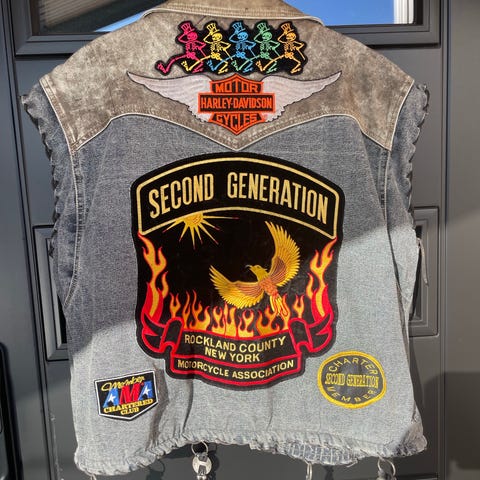 MOTOR
HARLEY-DAVIDSON
CYCLES
SECOND GENERATION
ROCKLAND COUNTY
NEW YORK
MOTORCYCLE ASSOCIATION
Member
AMA
CHARTERED
CLUB
CHARTER
SECOND GENERATION
MEMBER